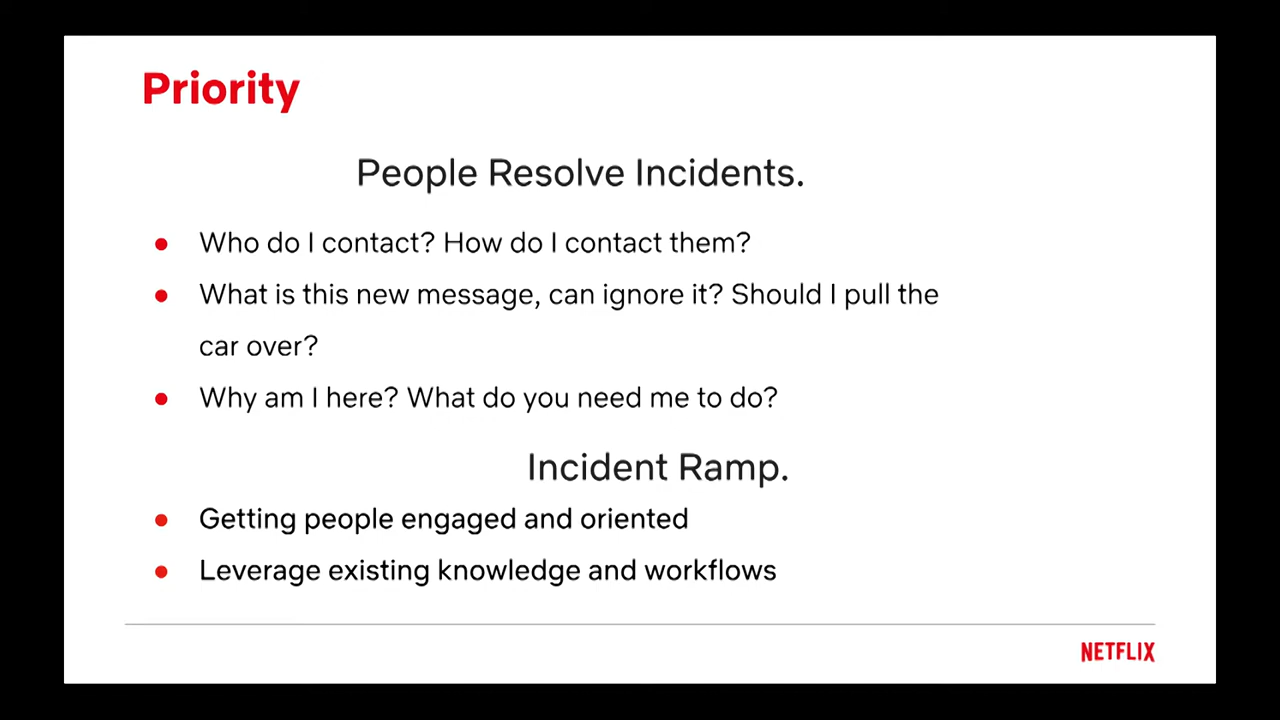 Priority
People Resolve Incidents.
● Who do I contact? How do I contact them?
● What is this new message, can ignore it? Should I pull the
car over?
● Why am I here? What do you need me to do?
Incident Ramp.
● Getting people engaged and oriented
● Leverage existing knowledge and workflows
NETFLIX